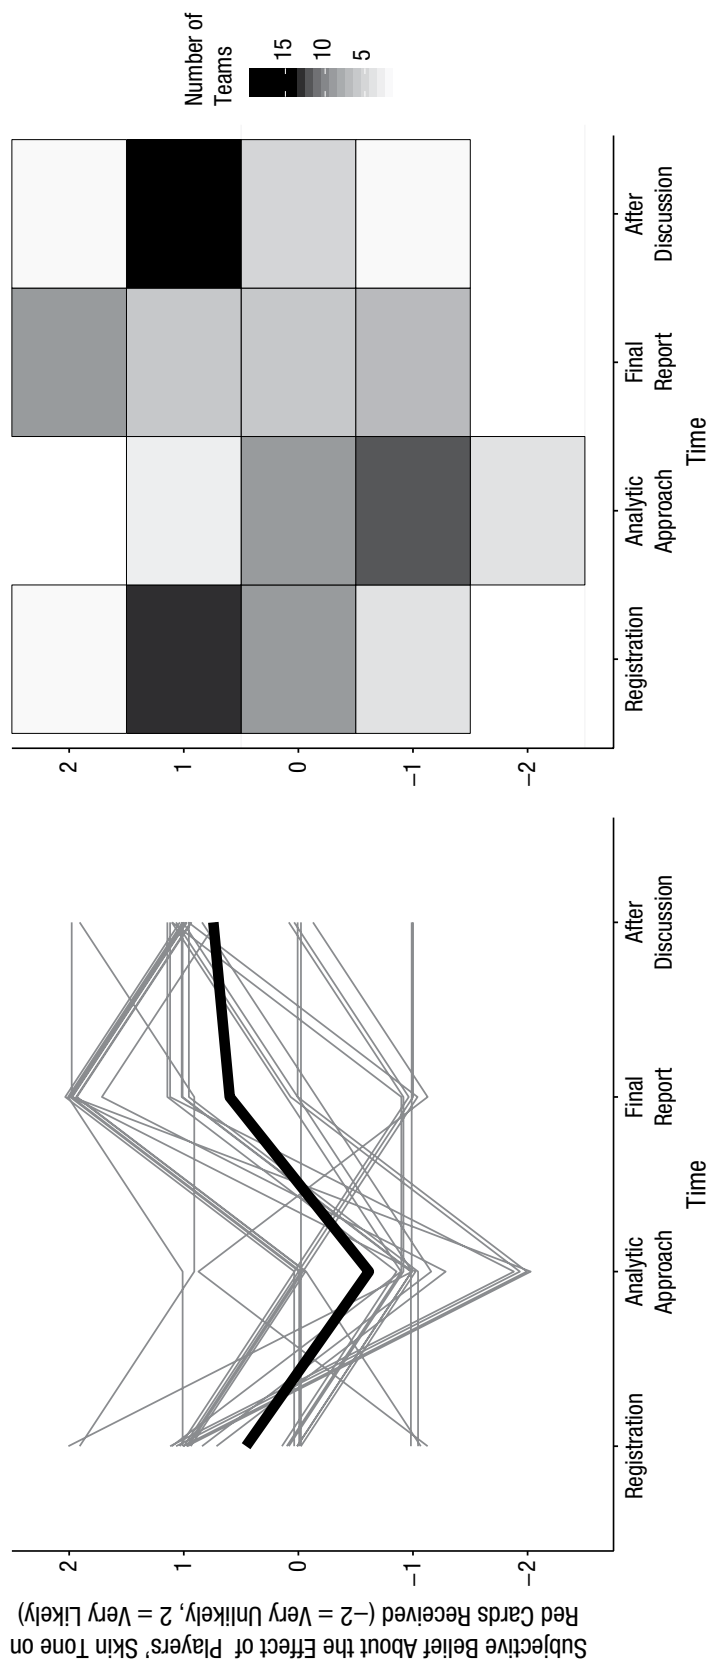 Subjective Belief About the Effect of Players' Skin Tone on
Red Cards Received (−2 = Very Unlikely, 2 = Very Likely)
2
1
0
−1
−2
Registration
Analytic
Approach
Final
Report
After
Discussion
Time
2
1
0
−1
−2
Registration
Analytic
Approach
Final
Report
After
Discussion
Time
Number of
Teams
15
10
5